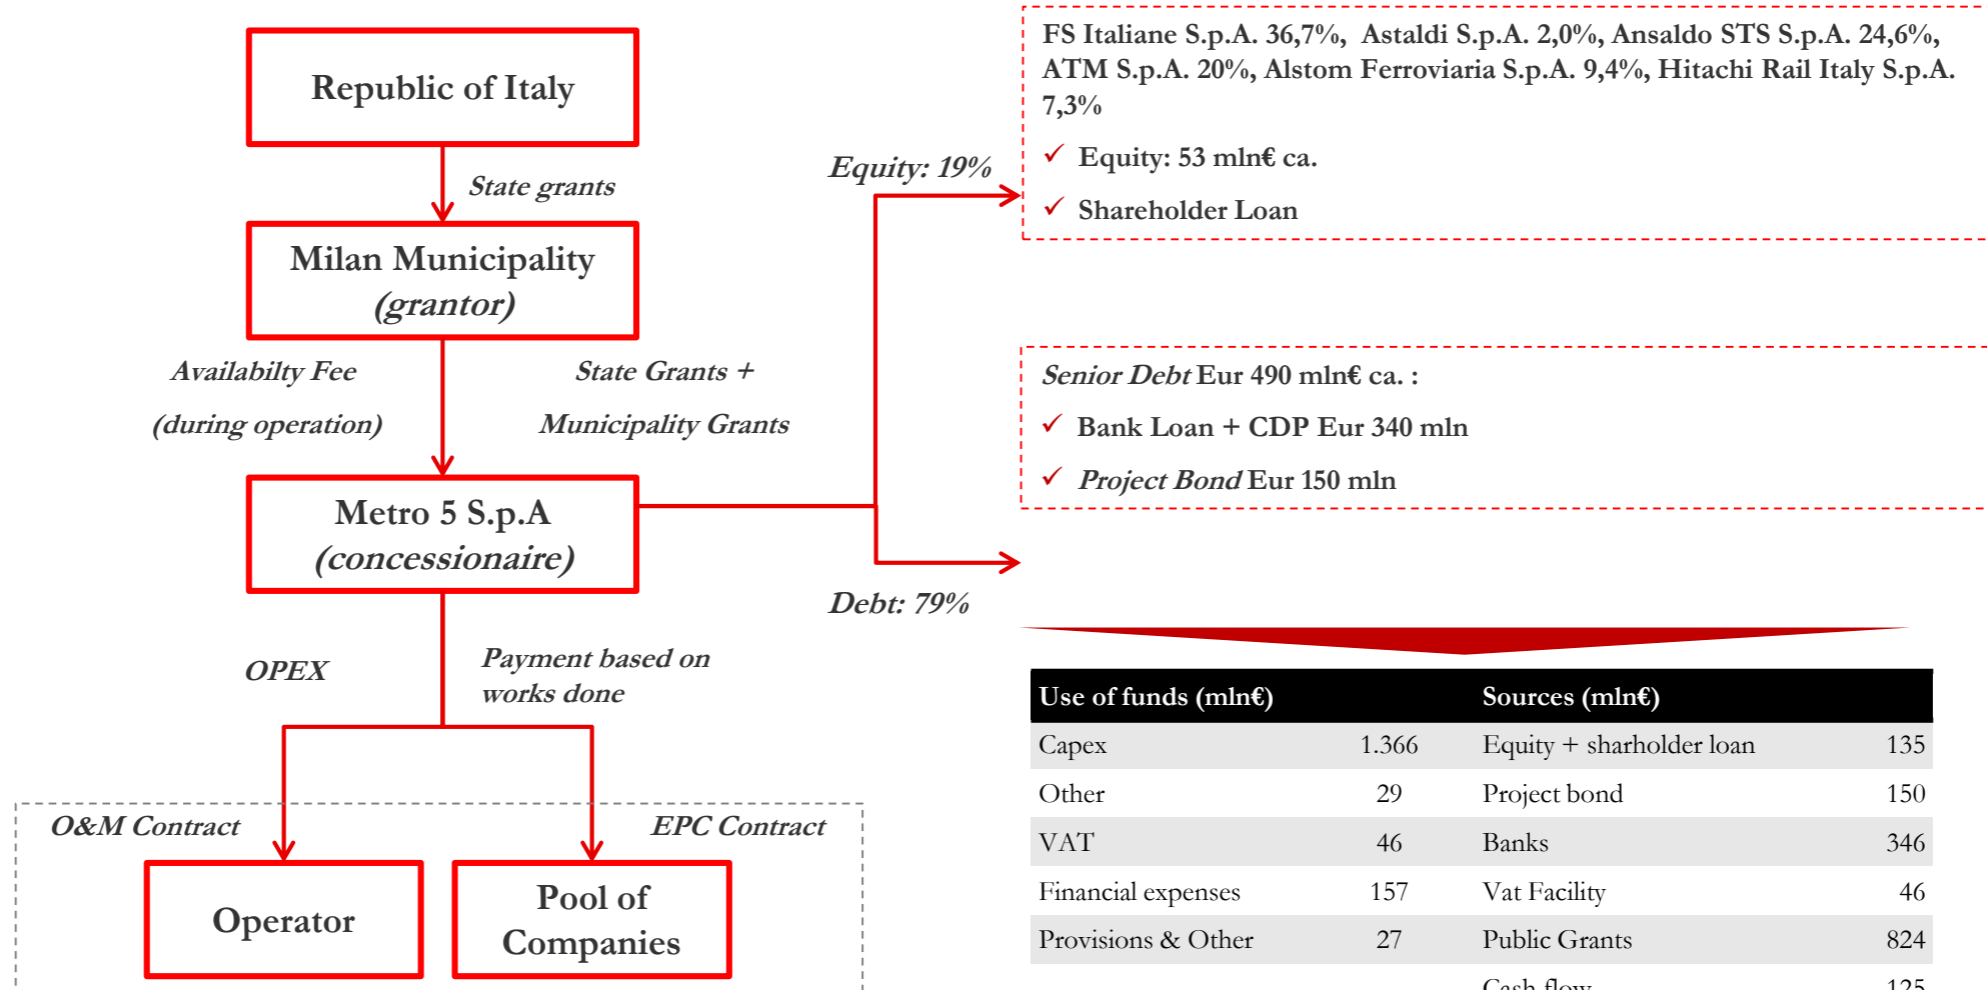 Republic of Italy
State grants
Milan Municipality
(grantor)
Availabilty Fee
(during operation)
State Grants +
Municipality Grants
Metro 5 S.p.A
(concessionaire)
OPEX
Payment based on
works done
O&M Contract
EPC Contract
Operator
Pool of
Companies
Equity: 19%
Debt: 79%
FS Italiane S.p.A. 36,7%, Astaldi S.p.A. 2,0%, Ansaldo STS S.p.A. 24,6%,
ATM S.p.A. 20%, Alstom Ferroviaria S.p.A. 9,4%, Hitachi Rail Italy S.p.A.
7,3%
✓ Equity: 53 mln€ ca.
✓ Shareholder Loan
Senior Debt Eur 490 mln€ ca. :
✓ Bank Loan + CDP Eur 340 mln
✓ Project Bond Eur 150 mln
Use of funds (mln€) Sources (mln€)
Capex 1.366 Equity + sharholder loan 135
Other 29 Project bond 150
VAT 46 Banks 346
Financial expenses 157 Vat Facility 46
Provisions & Other 27 Public Grants 824
Cash flow 125